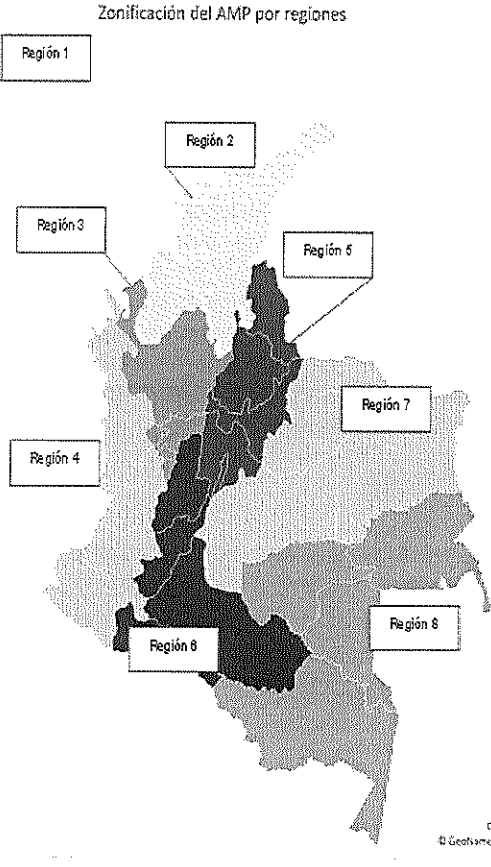 Zonificación del AMP por regiones
Región 1
Región 2
Región 3
Región 5
Región 7
Región 4
Región 8
Región 6